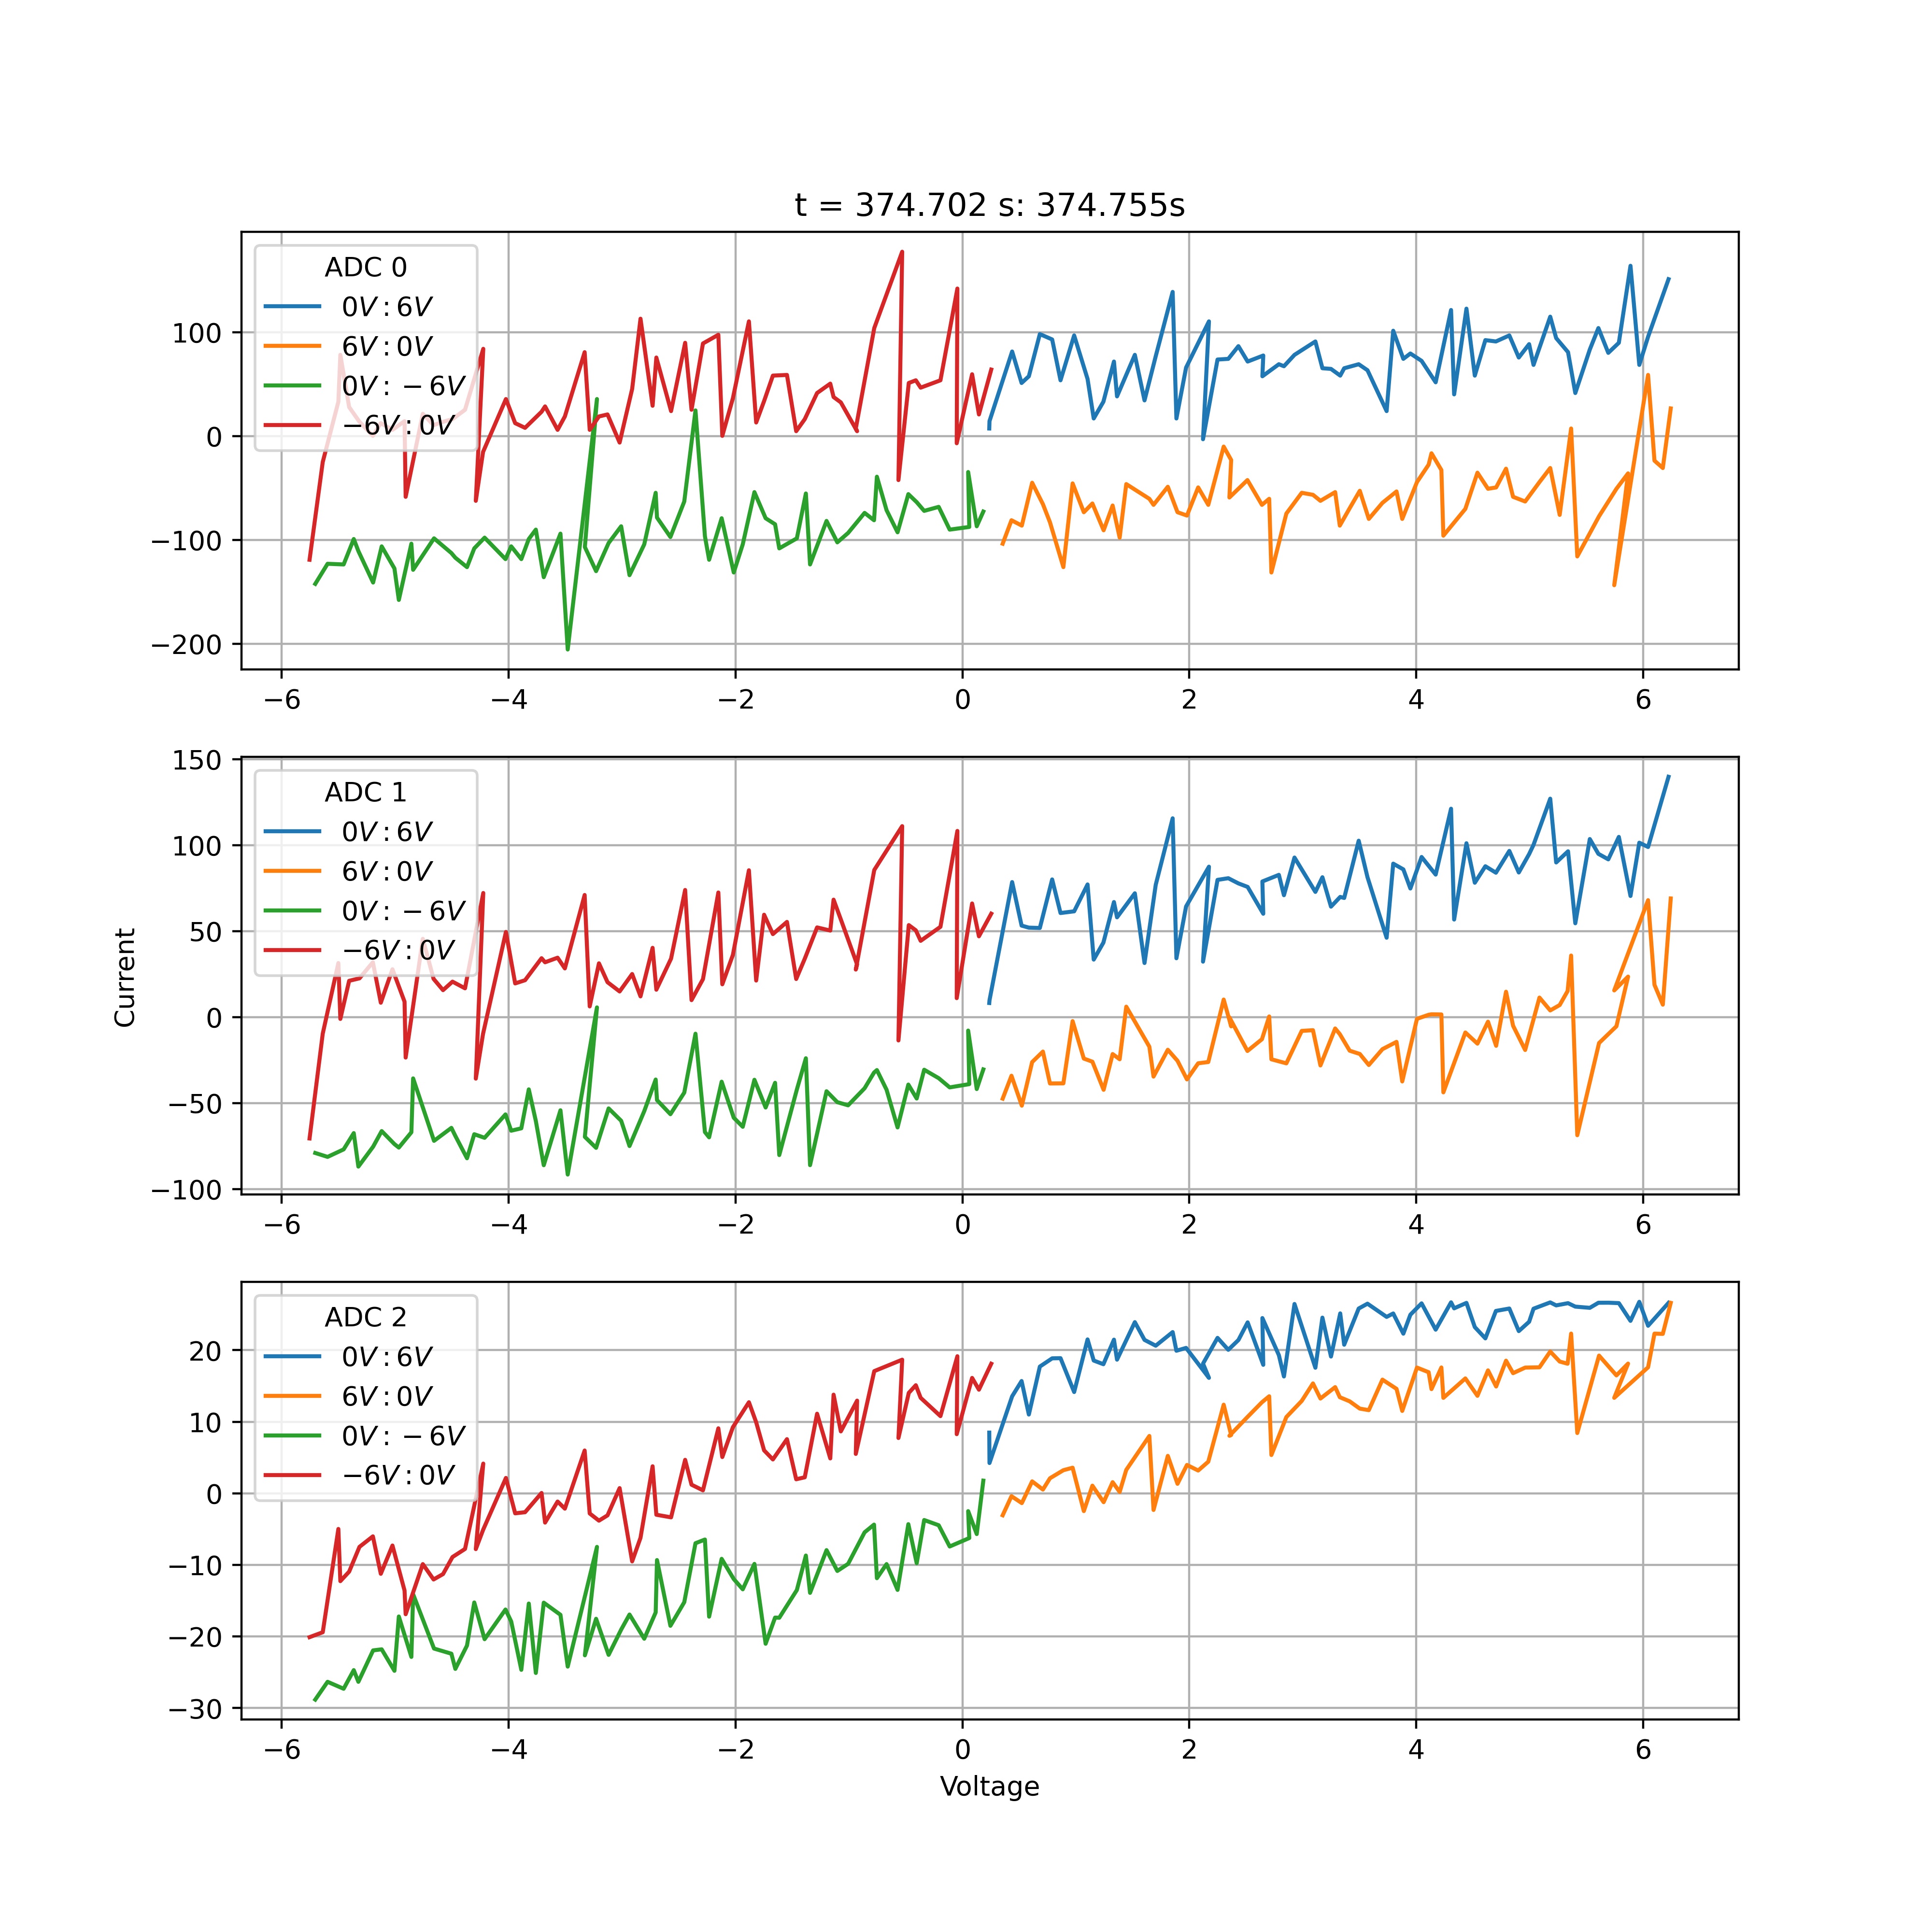 t = 374.702 s: 374.755s
ADC 0
0V : 6V
6V : 0V
0V : −6V
−6V : 0V
100
0
−100
−200
−6 −4 −2 0 2 4 6
ADC 1
0V : 6V
6V : 0V
0V : −6V
−6V : 0V
150
100
50
0
−50
−100
Current
−6 −4 −2 0 2 4 6
ADC 2
0V : 6V
6V : 0V
0V : −6V
−6V : 0V
20
10
0
−10
−20
−30
−6 −4 −2 0 2 4 6
Voltage